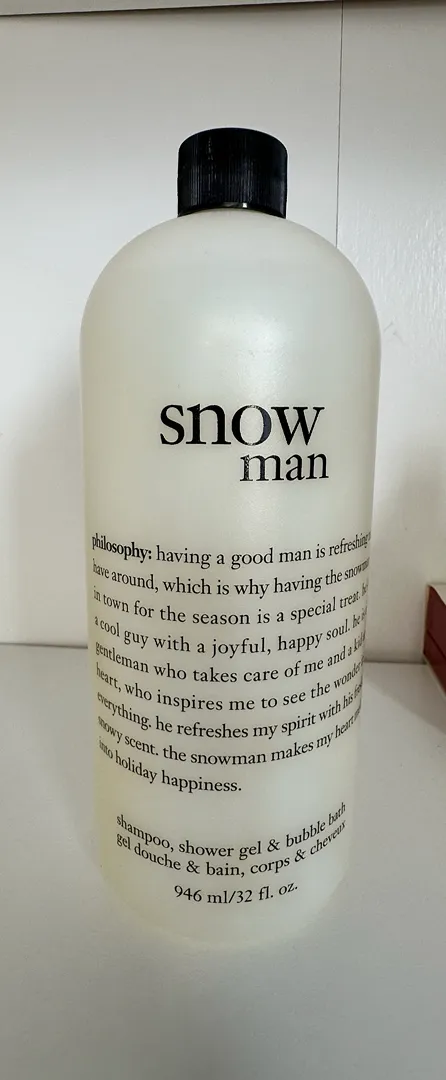 snow
man
philosophy: having a good man is refreshing
have around, which is why having the snowman
in town for the season is a special treat.
a cool guy with a joyful, happy soul. he
gentleman who takes care of me and a kid
heart, who inspires me to see the wonder
everything. he refreshes my spirit with his
snowy scent. the snowman makes my heart
into holiday happiness.
shampoo, shower gel & bubble bath
gel douche & bain, corps & cheveux
946 ml/32 fl. oz.